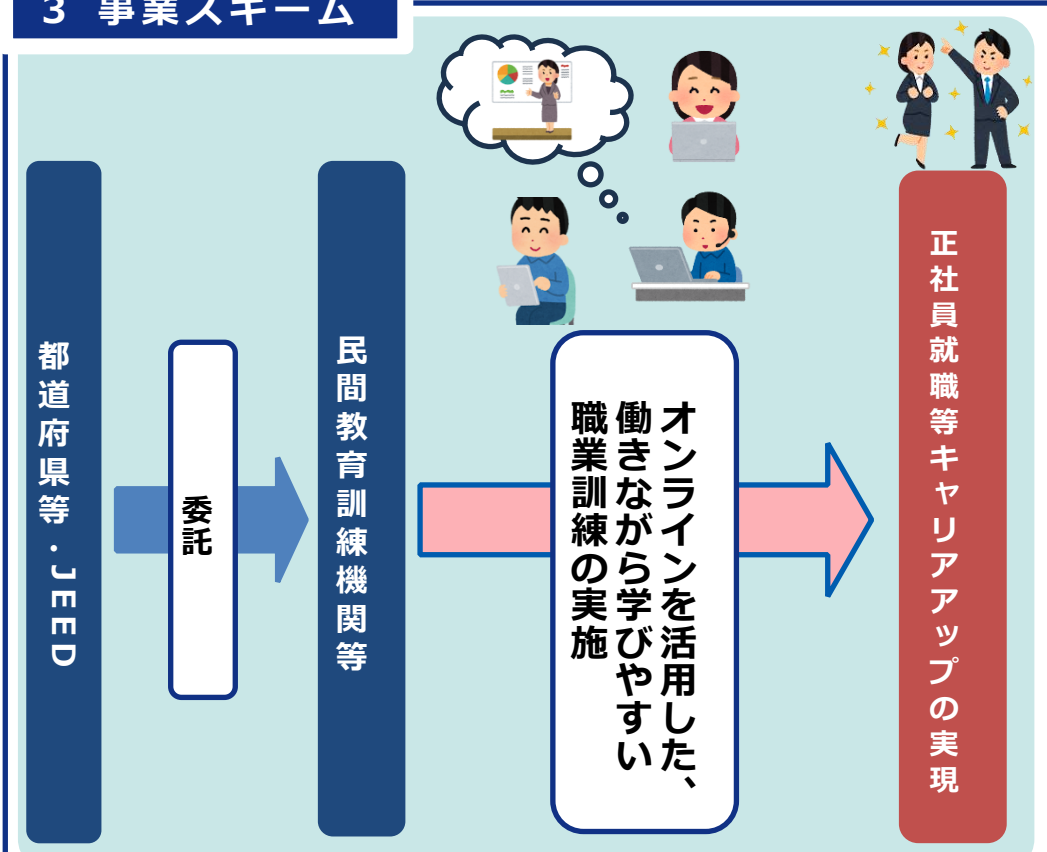 3 事業スキーム
都道府県等.JEED
委託
民間教育訓練機関等
オンラインを活用した、
働きながら学びやすい
職業訓練の実施
正社員就職等キャリアアップの実現